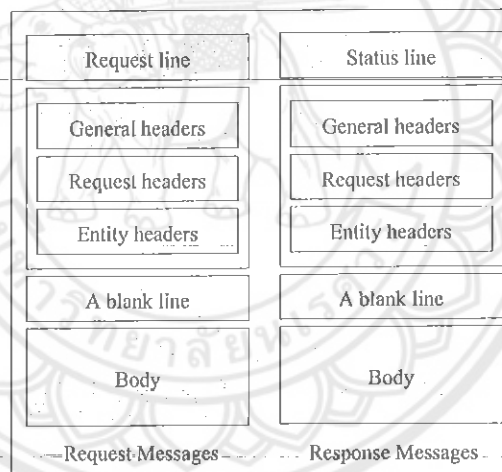 Request line
General headers
Request headers
Entity headers
A blank line
Body
Request Messages
Status line
General headers
Request headers
Entity headers
A blank line
Body
Response Messages